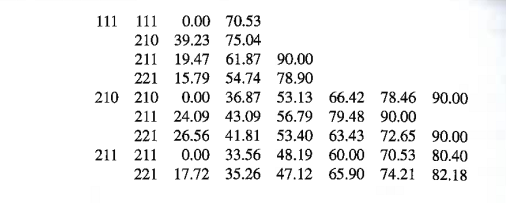 111 111 0.00 70.53
210 39.23 75.04
211 19.47 61.87 90.00
221 15.79 54.74 78.90
210 210 0.00 36.87 53.13 66.42 78.46 90.00
211 24.09 43.09 56.79 79.48 90.00
221 26.56 41.81 53.40 63.43 72.65 90.00
211 211 0.00 33.56 48.19 60.00 70.53 80.40
221 17.72 35.26 47.12 65.90 74.21 82.18